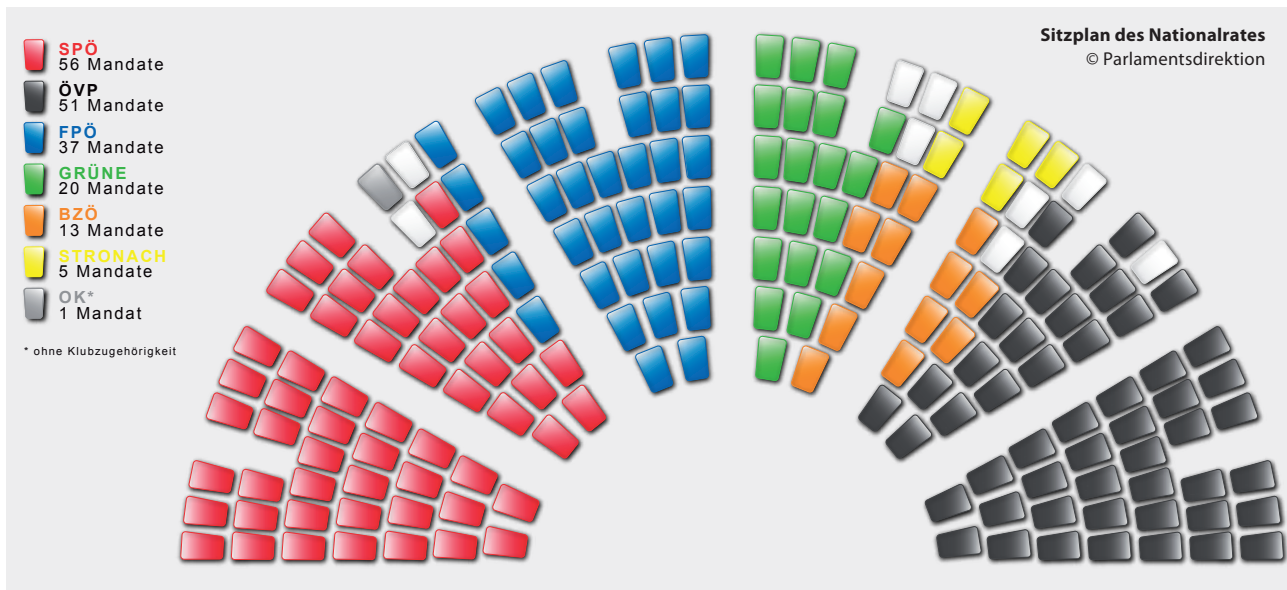 Sitzplan des Nationalrates
© Parlamentsdirektion
SPÖ
56 Mandate
ÖVP
51 Mandate
FPÖ
37 Mandate
GRÜNE
20 Mandate
BZÖ
13 Mandate
STRONACH
5 Mandate
OK*
1 Mandat
* ohne Klubzugehörigkeit